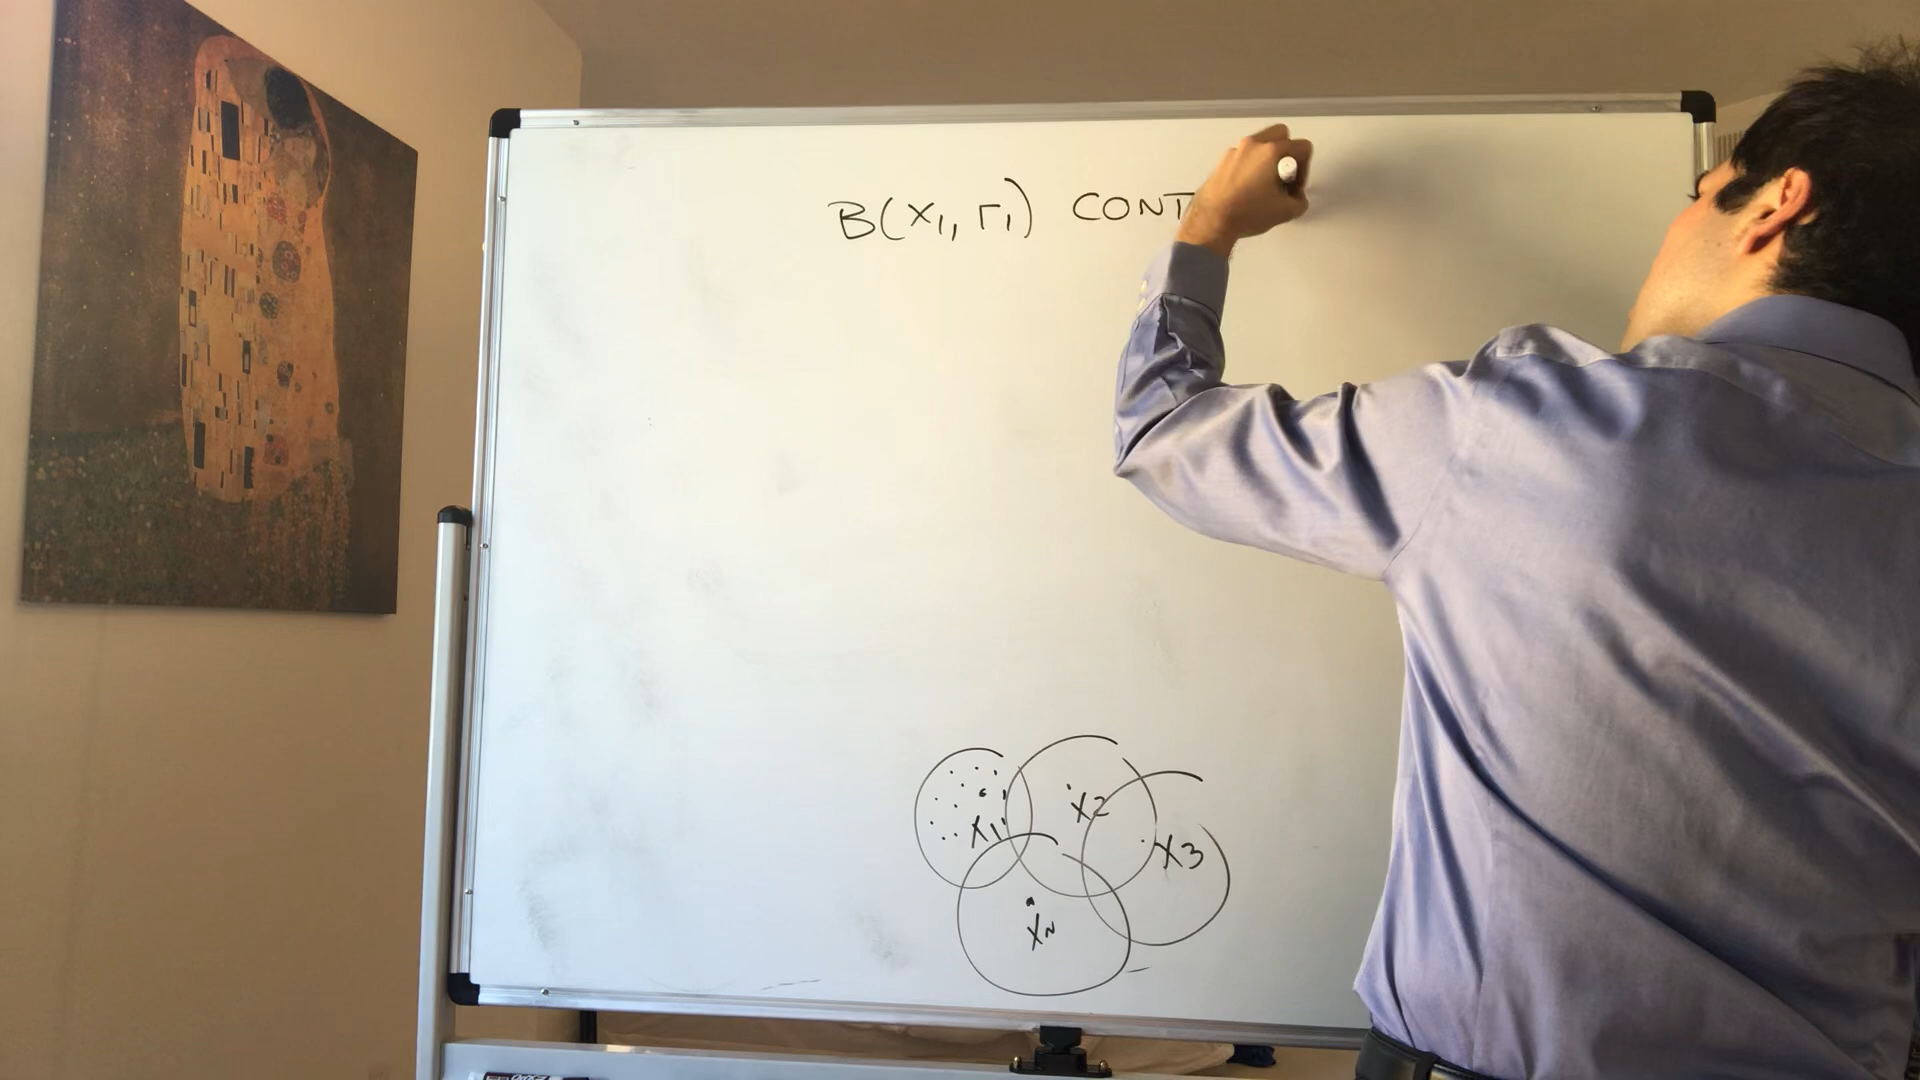 B(X1, r1) CONT
X1
X2
X3
XN